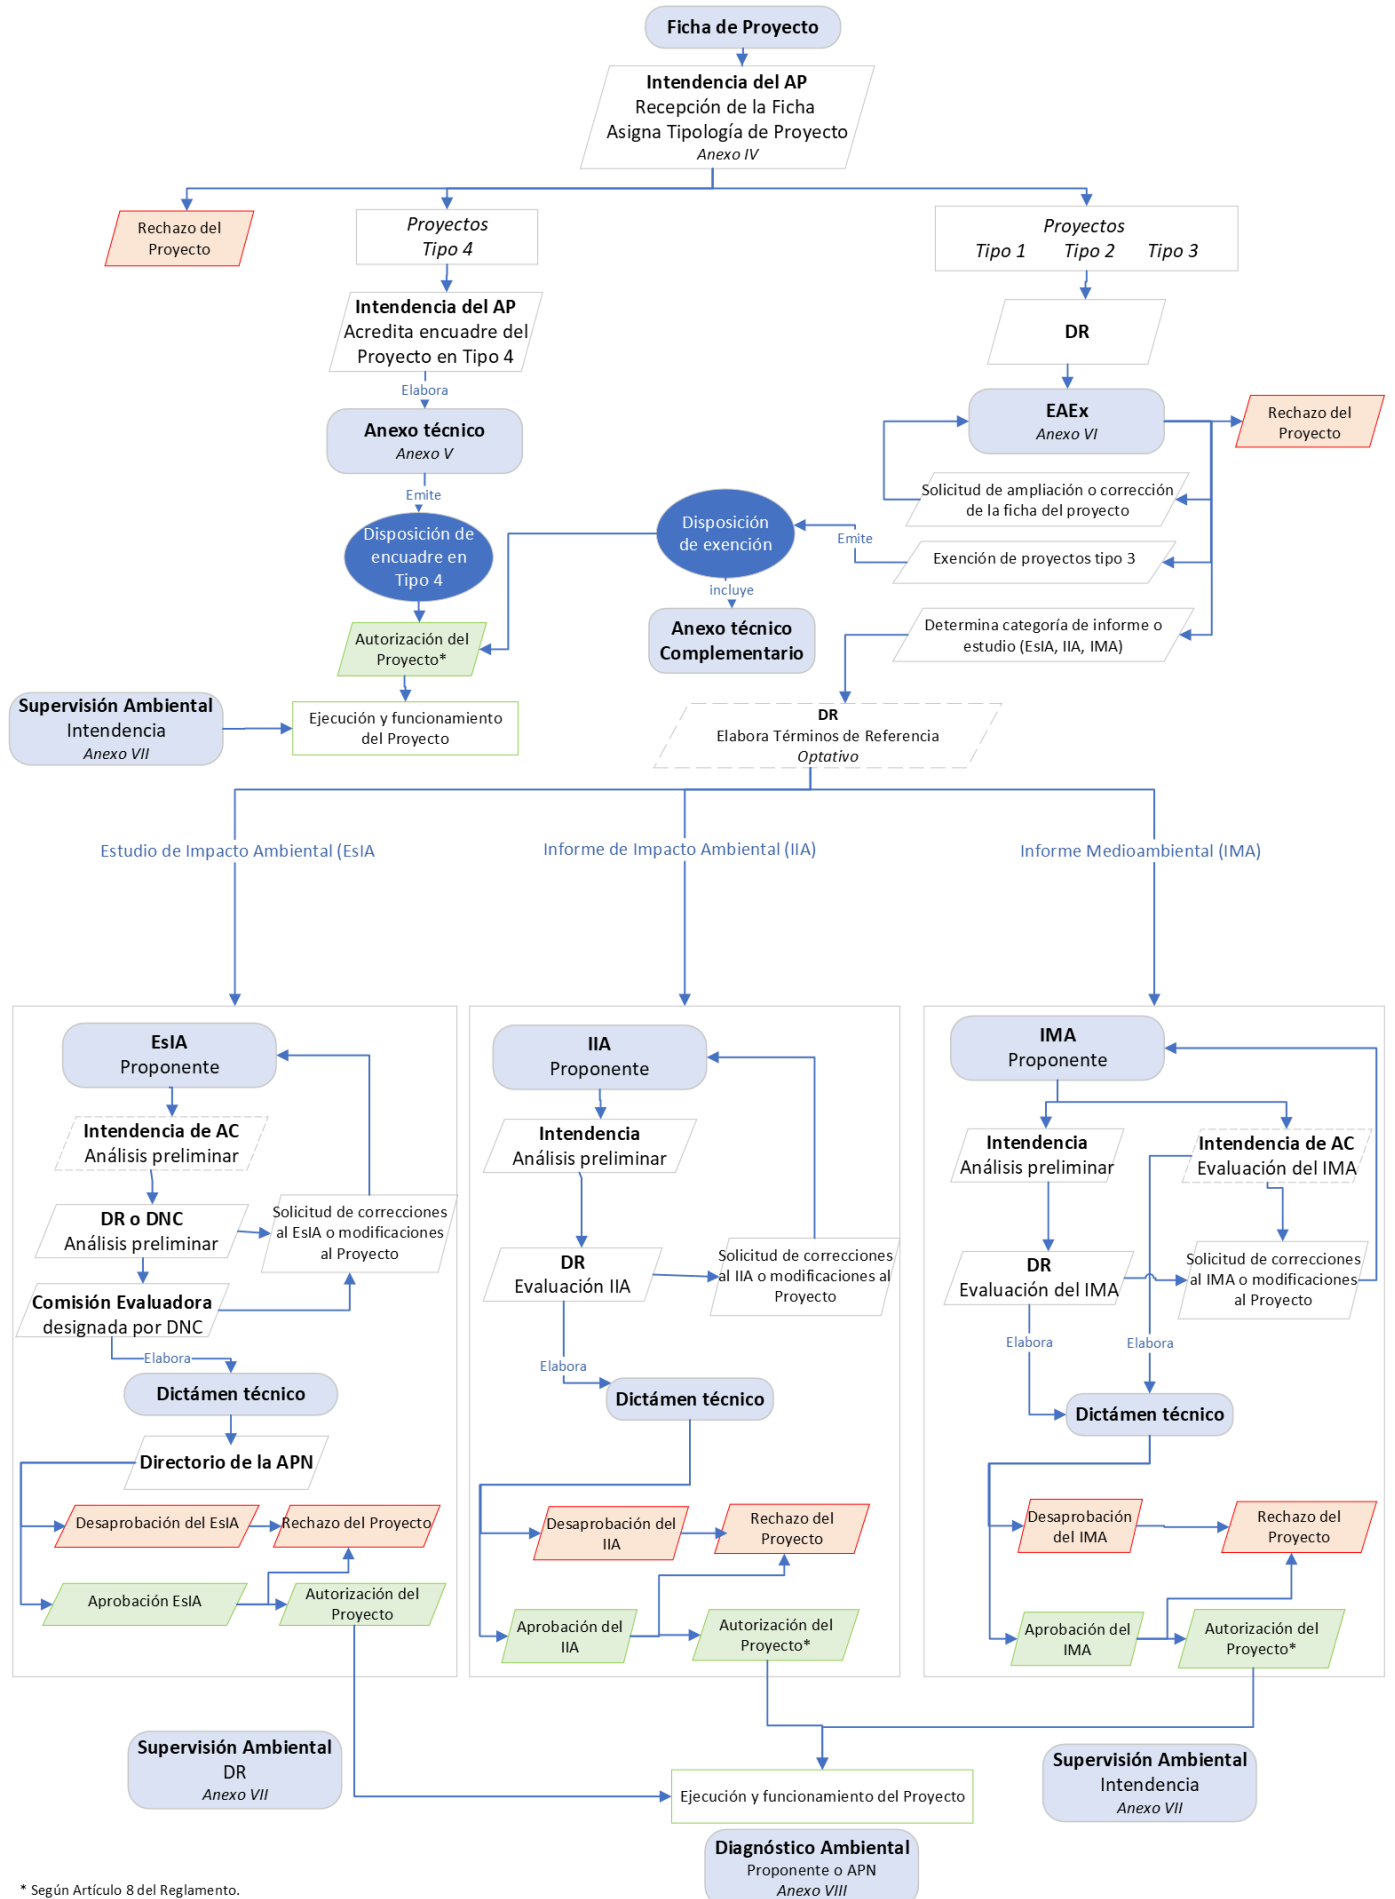 Ficha de Proyecto
Intendencia del AP
Recepción de la Ficha
Asigna Tipología de Proyecto
Anexo IV
Rechazo del
Proyecto
Proyectos
Tipo 4
Proyectos
Tipo 1 Tipo 2 Tipo 3
Intendencia del AP
Acredita encuadre del
Proyecto en Tipo 4
DR
Elabora
Anexo técnico
Anexo V
EAEx
Anexo VI
Rechazo del
Proyecto
Emite
Solicitud de ampliación o corrección
de la ficha del proyecto
Disposición de
encuadre en
Tipo 4
Disposición
de exención
Emite
Exención de proyectos tipo 3
incluye
Autorización del
Proyecto*
Anexo técnico
Complementario
Determina categoría de informe o
estudio (EsIA, IIA, IMA)
Supervisión Ambiental
Intendencia
Anexo VII
Ejecución y funcionamiento
del Proyecto
DR
Elabora Términos de Referencia
Optativo
Estudio de Impacto Ambiental (EsIA
Informe de Impacto Ambiental (IIA)
Informe Medioambiental (IMA)
EsIA
Proponente
Intendencia de AC
Análisis preliminar
DR o DNC
Análisis preliminar
Solicitud de correcciones
al EsIA o modificaciones
al Proyecto
Comisión Evaluadora
designada por DNC
Elabora
Dictámen técnico
Directorio de la APN
Desaprobación del EsIA
Rechazo del Proyecto
Aprobación EsIA
Autorización del
Proyecto
IIA
Proponente
Intendencia
Análisis preliminar
DR
Evaluación IIA
Solicitud de correcciones
al IIA o modificaciones al
Proyecto
Elabora
Dictámen técnico
Desaprobación del
IIA
Rechazo del
Proyecto
Aprobación del
IIA
Autorización del
Proyecto*
IMA
Proponente
Intendencia
Análisis preliminar
Intendencia de AC
Evaluación del IMA
DR
Evaluación del IMA
Solicitud de correcciones
al IMA o modificaciones
al Proyecto
Elabora
Elabora
Dictámen técnico
Desaprobación
del IMA
Rechazo del
Proyecto
Aprobación del
IMA
Autorización del
Proyecto*
Supervisión Ambiental
DR
Anexo VII
Ejecución y funcionamiento del Proyecto
Supervisión Ambiental
Intendencia
Anexo VII
Diagnóstico Ambiental
Proponente o APN
Anexo VIII
* Según Artículo 8 del Reglamento.